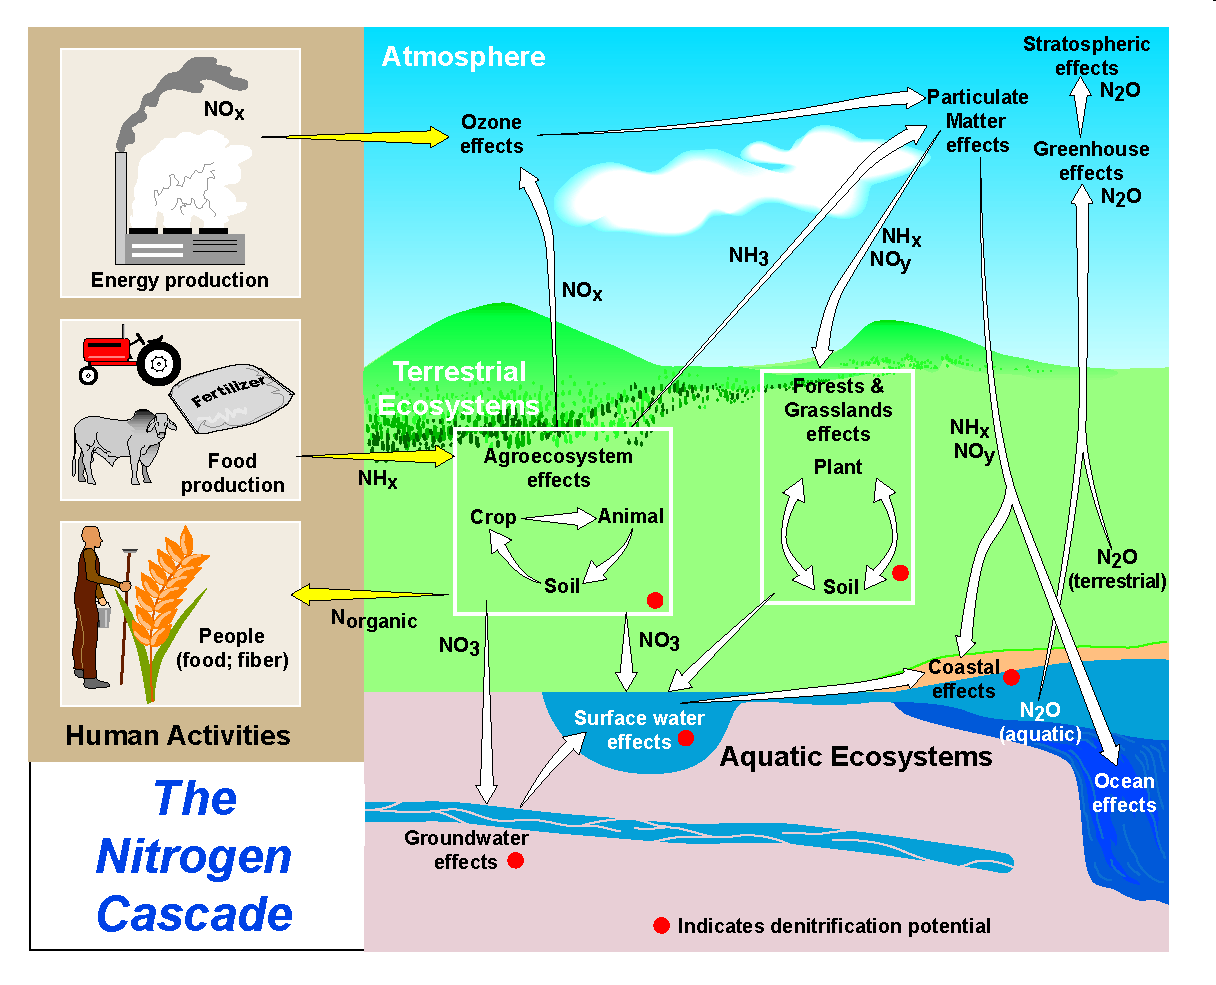 Atmosphere
Stratospheric
effects
N2O
NOx
Particulate
Matter
effects
Ozone
effects
Greenhouse
effects
N2O
NHx
NOy
NH3
NOx
Energy production
Fertilizer
Food
production
NHx
Terrestrial
Ecosystems
Forests &
Grasslands
effects
Plant
Soil
NHx
NOy
Agroecosystem
effects
Crop
Animal
Soil
N2O
(terrestrial)
Norganic
People
(food; fiber)
NO3
NO3
Coastal
effects
N2O
(aquatic)
Surface water
effects
Human Activities
Aquatic Ecosystems
Ocean
effects
The
Nitrogen
Cascade
Groundwater
effects
Indicates denitrification potential